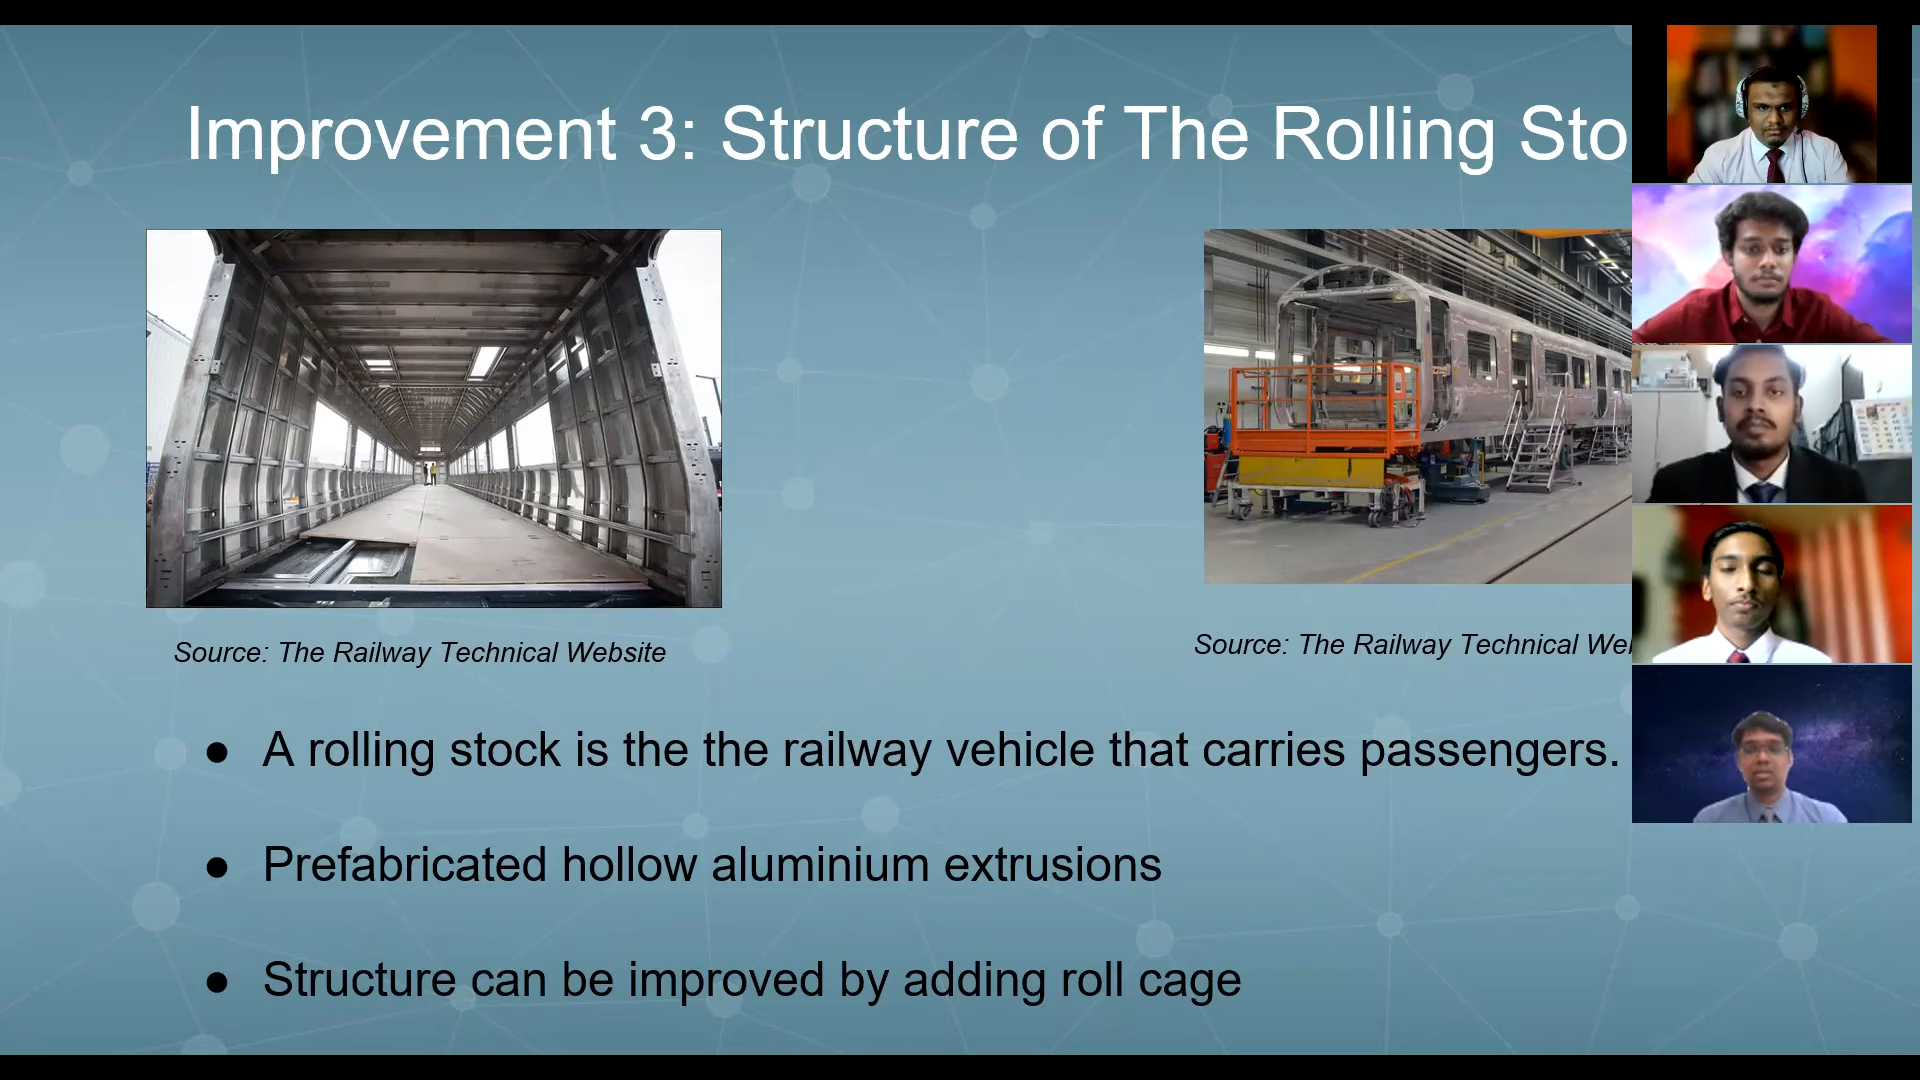 Improvement 3: Structure of The Rolling Sto
Source: The Railway Technical Website
Source: The Railway Technical We
● A rolling stock is the the railway vehicle that carries passengers.
● Prefabricated hollow aluminium extrusions
● Structure can be improved by adding roll cage